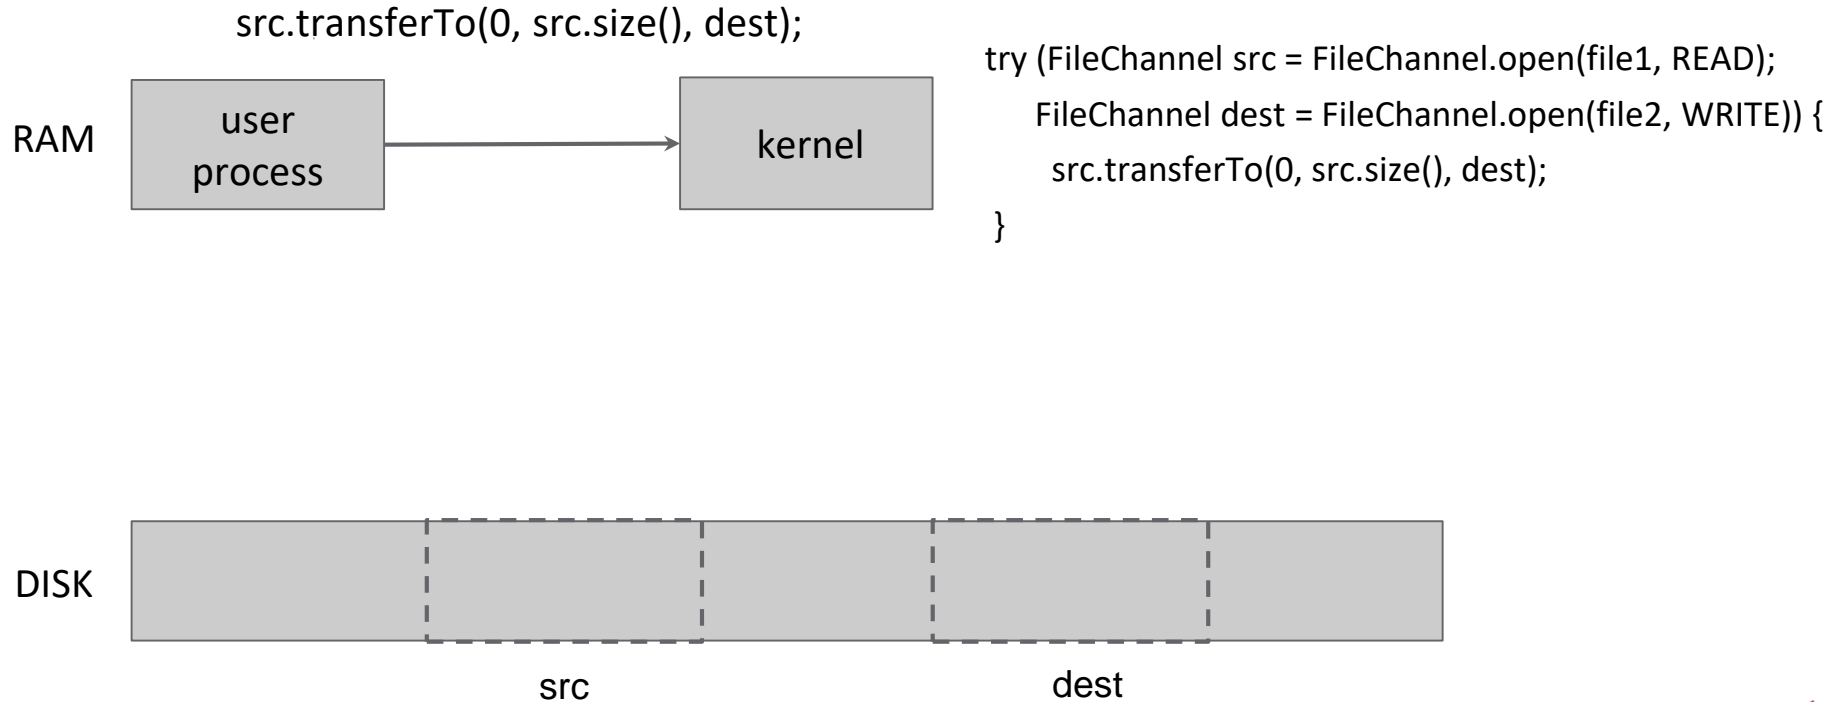 src.transferTo(0, src.size(), dest);
try (FileChannel src = FileChannel.open(file1, READ);
FileChannel dest = FileChannel.open(file2, WRITE)) {
src.transferTo(0, src.size(), dest);
}
RAM
user
process
kernel
DISK
src
dest